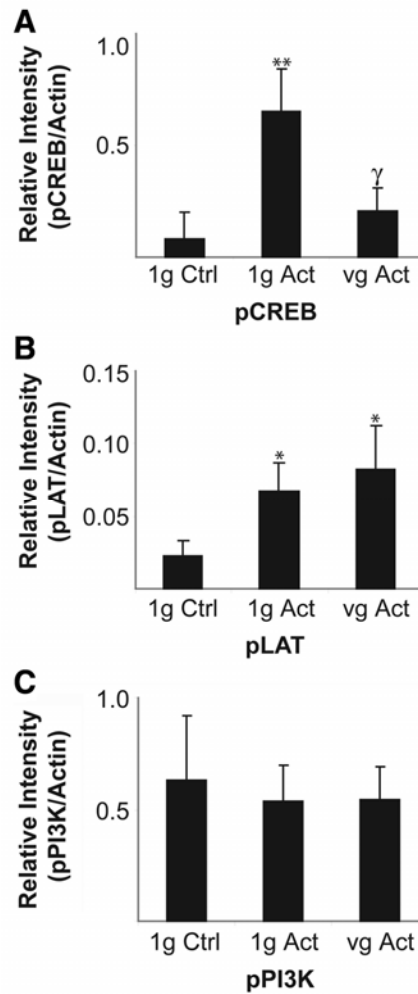 A
Relative Intensity
(pCREB/Actin)
1.0
0.5
**
γ
1g Ctrl 1g Act vg Act
pCREB
B
Relative Intensity
(pLAT/Actin)
0.15
0.10
0.05
*
*
1g Ctrl 1g Act vg Act
pLAT
C
Relative Intensity
(pPI3K/Actin)
1.0
0.5
1g Ctrl 1g Act vg Act
pPI3K